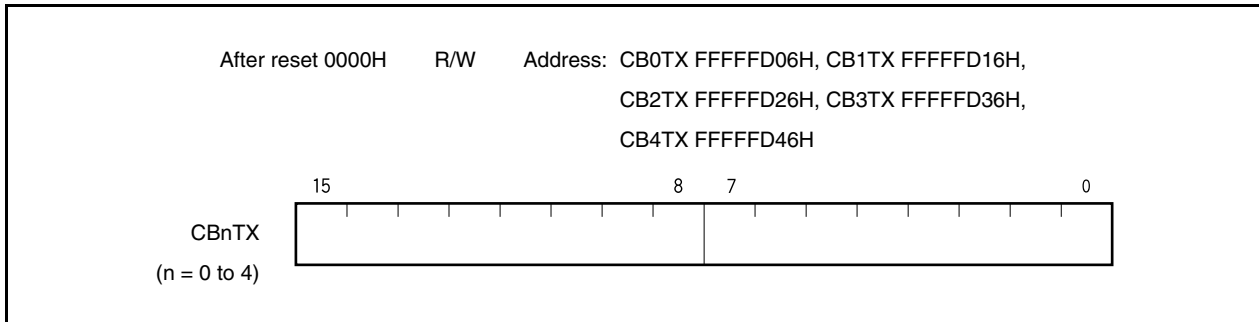 After reset 0000H R/W Address: CB0TX FFFFFD06H, CB1TX FFFFFD16H,
CB2TX FFFFFD26H, CB3TX FFFFFD36H,
CB4TX FFFFFD46H
15 8 7 0
CBnTX
(n = 0 to 4)